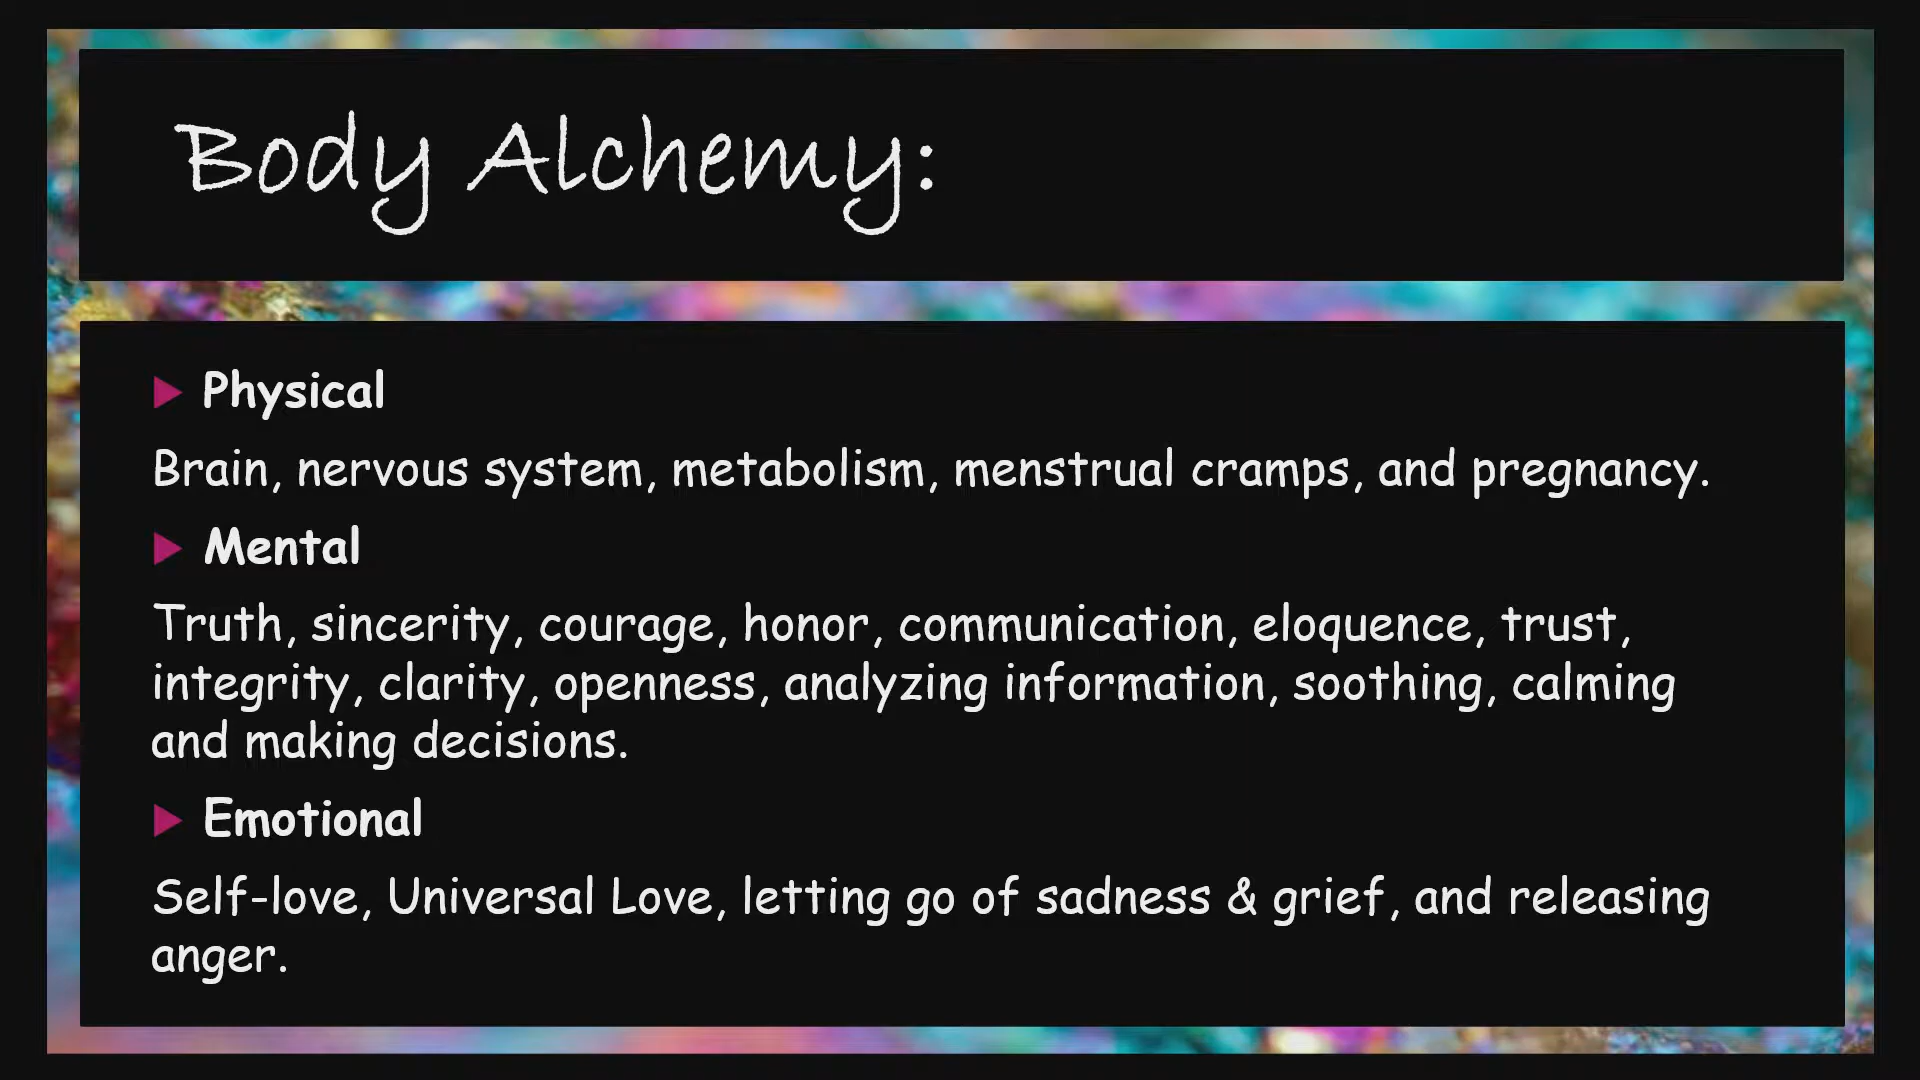 Body Alchemy:
Physical
Brain, nervous system, metabolism, menstrual cramps, and pregnancy.
Mental
Truth, sincerity, courage, honor, communication, eloquence, trust,
integrity, clarity, openness, analyzing information, soothing, calming
and making decisions.
Emotional
Self-love, Universal Love, letting go of sadness & grief, and releasing
anger.